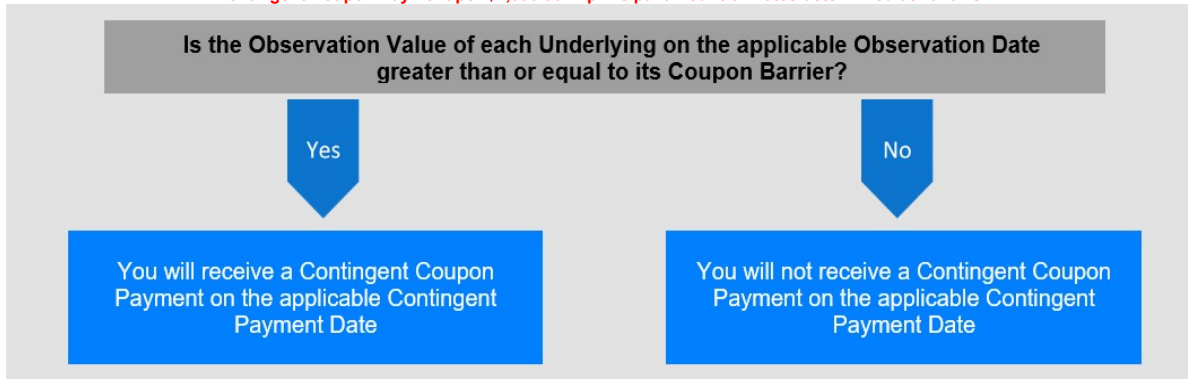 Is the Observation Value of each Underlying on the applicable Observation Date
greater than or equal to its Coupon Barrier?
Yes
No
You will receive a Contingent Coupon
Payment on the applicable Contingent
Payment Date
You will not receive a Contingent Coupon
Payment on the applicable Contingent
Payment Date